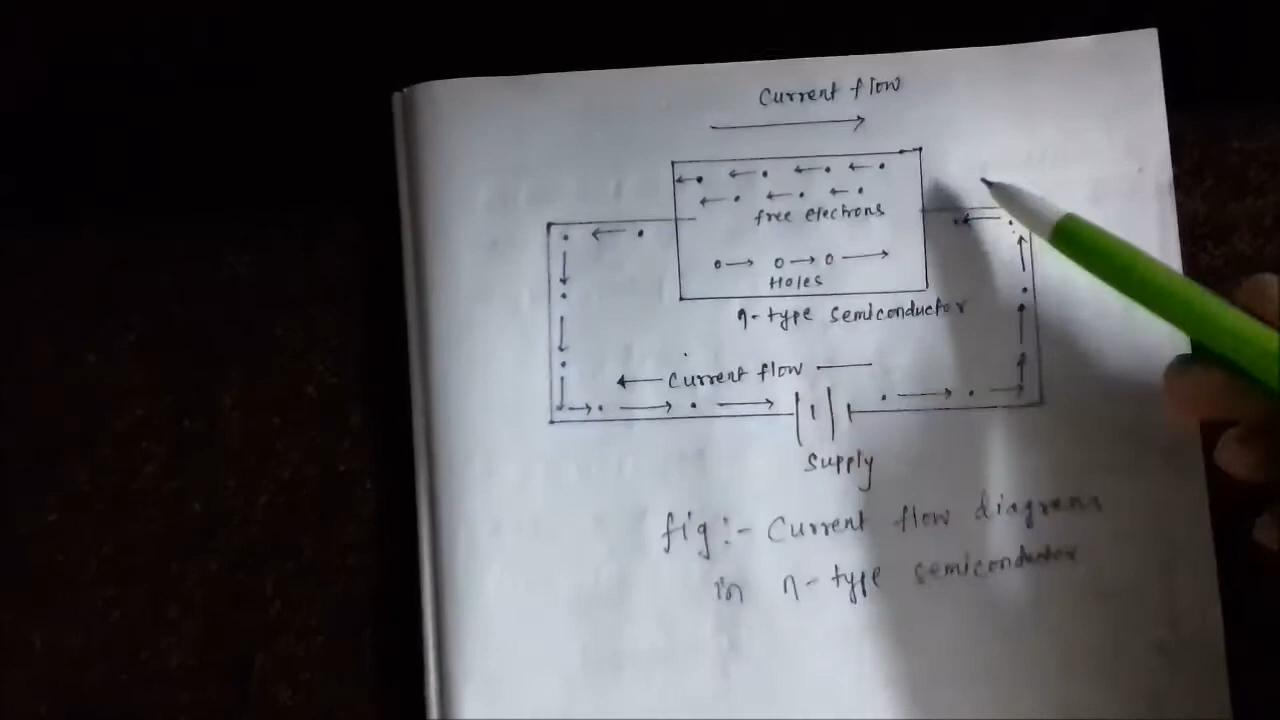 Current flow
free electrons
Holes
η-type semiconductor
Current flow
Supply
fig:- Current flow diagram
in η-type semiconductor